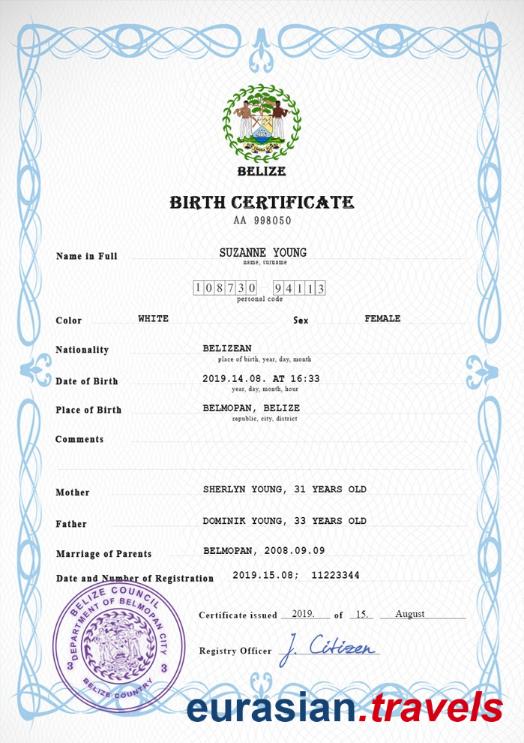 BELIZE
BIRTH CERTIFICATE
AA 998050
Name in Full SUZANNE YOUNG
name, surname
108730 94113
personal code
Color WHITE Sex FEMALE
Nationality BELIZEAN
place of birth, year, day, month
Date of Birth 2019.14.08. AT 16:33
year, day, month, hour
Place of Birth BELMOPAN, BELIZE
republic, city, district
Comments
Mother SHERLYN YOUNG, 31 YEARS OLD
Father DOMINIK YOUNG, 33 YEARS OLD
Marriage of Parents BELMOPAN, 2008.09.09
Date and Number of Registration 2019.15.08; 11223344
Certificate issued 2019. of 15. August
Registry Officer J. Citizen
BELIZE COUNCIL
DEPARTMENT OF BELMOPAN CITY
3 3
BELIZE COUNTRY
eurasian.travels